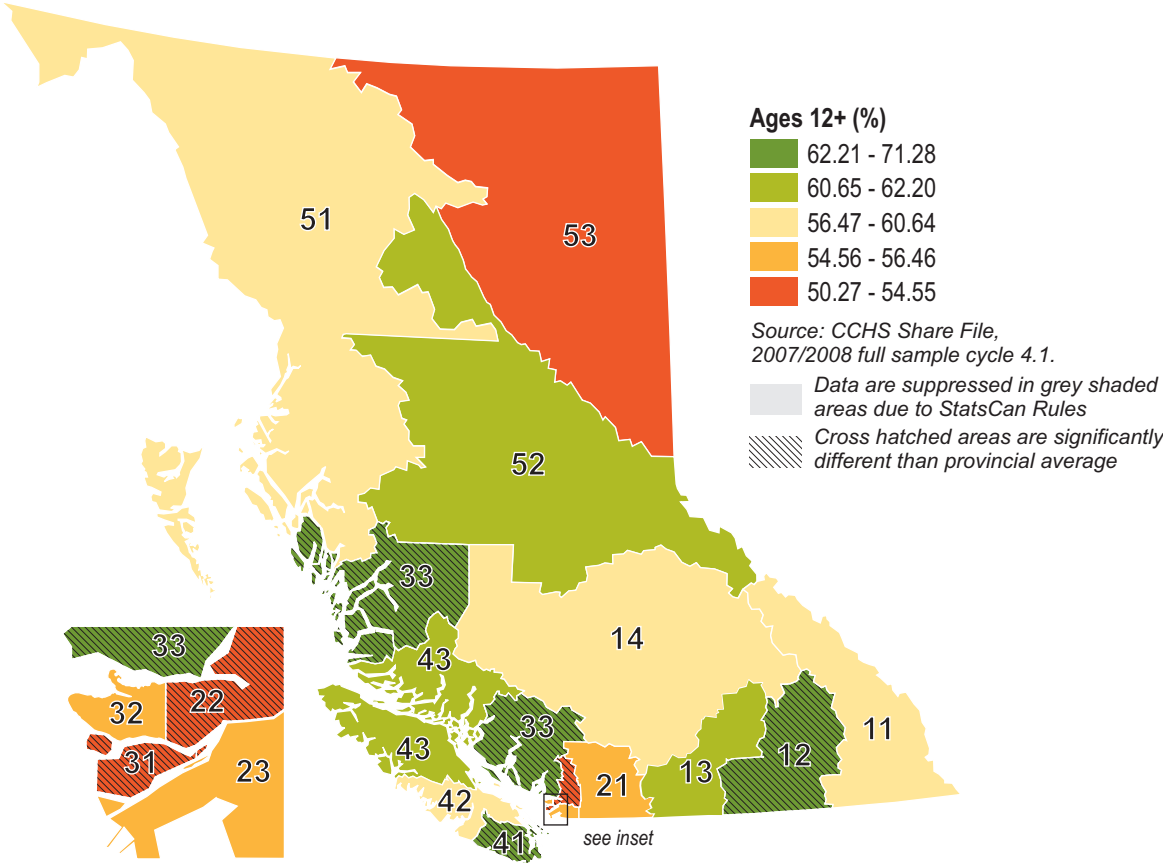 Ages 12+ (%)
62.21 - 71.28
60.65 - 62.20
56.47 - 60.64
54.56 - 56.46
50.27 - 54.55
Source: CCHS Share File,
2007/2008 full sample cycle 4.1.
Data are suppressed in grey shaded
areas due to StatsCan Rules
Cross hatched areas are significantly
different than provincial average
51
53
52
33
14
43
33
11
43
12
13
21
42
41
see inset
33
22
32
31
23